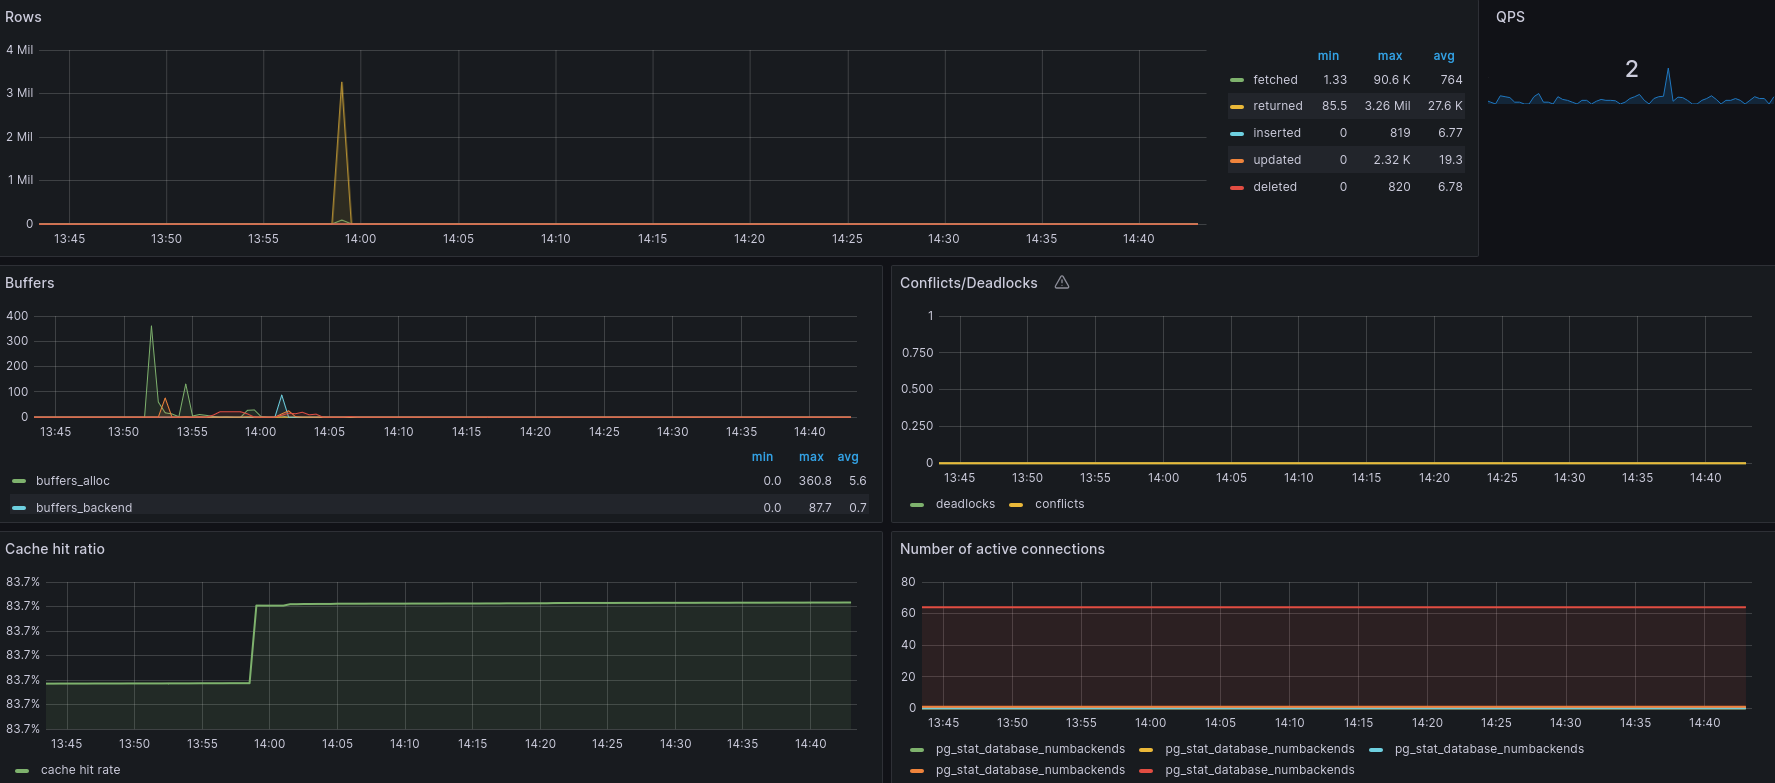 Rows
QPS
min max avg
fetched 1.33 90.6 K 764
returned 85.5 3.26 Mil 27.6 K
inserted 0 819 6.77
updated 0 2.32 K 19.3
deleted 0 820 6.78
2
4 Mil
3 Mil
2 Mil
1 Mil
0
13:45 13:50 13:55 14:00 14:05 14:10 14:15 14:20 14:25 14:30 14:35 14:40
Buffers
400
300
200
100
0
13:45 13:50 13:55 14:00 14:05 14:10 14:15 14:20 14:25 14:30 14:35 14:40
min max avg
buffers_alloc 0.0 360.8 5.6
buffers_backend 0.0 87.7 0.7
Conflicts/Deadlocks
1
0.750
0.500
0.250
0
13:45 13:50 13:55 14:00 14:05 14:10 14:15 14:20 14:25 14:30 14:35 14:40
deadlocks conflicts
Cache hit ratio
83.7%
83.7%
83.7%
83.7%
83.7%
83.7%
83.7%
13:45 13:50 13:55 14:00 14:05 14:10 14:15 14:20 14:25 14:30 14:35 14:40
cache hit rate
Number of active connections
80
60
40
20
0
13:45 13:50 13:55 14:00 14:05 14:10 14:15 14:20 14:25 14:30 14:35 14:40
pg_stat_database_numbackends pg_stat_database_numbackends pg_stat_database_numbackends
pg_stat_database_numbackends pg_stat_database_numbackends